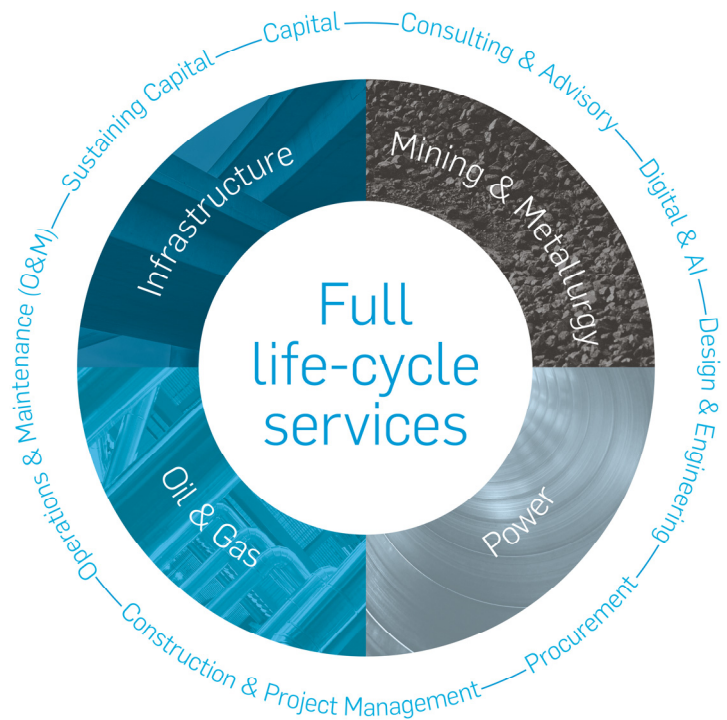 Capital
Consulting & Advisory
Digital & AI
Design & Engineering
Procurement
Construction & Project Management
Operations & Maintenance (O&M)
Sustaining Capital
Infrastructure
Mining & Metallurgy
Power
Oil & Gas
Full
life-cycle
services